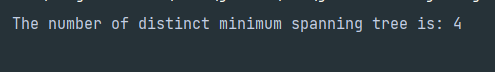 The number of distinct minimum spanning tree is: 4